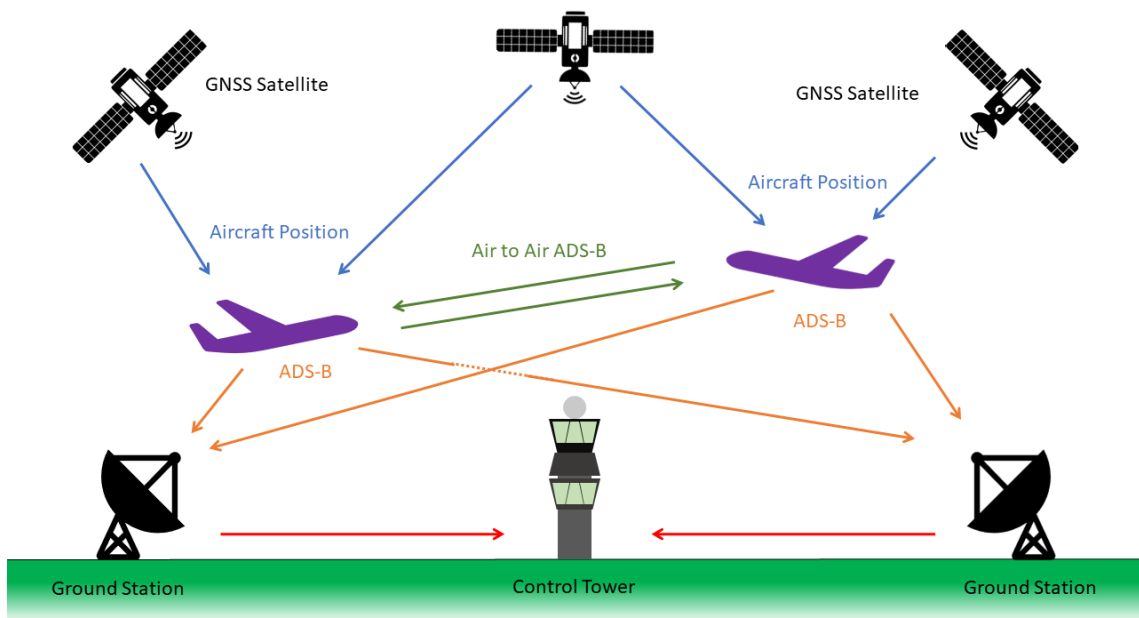 GNSS Satellite
GNSS Satellite
Aircraft Position
Aircraft Position
Air to Air ADS-B
ADS-B
ADS-B
Ground Station
Control Tower
Ground Station